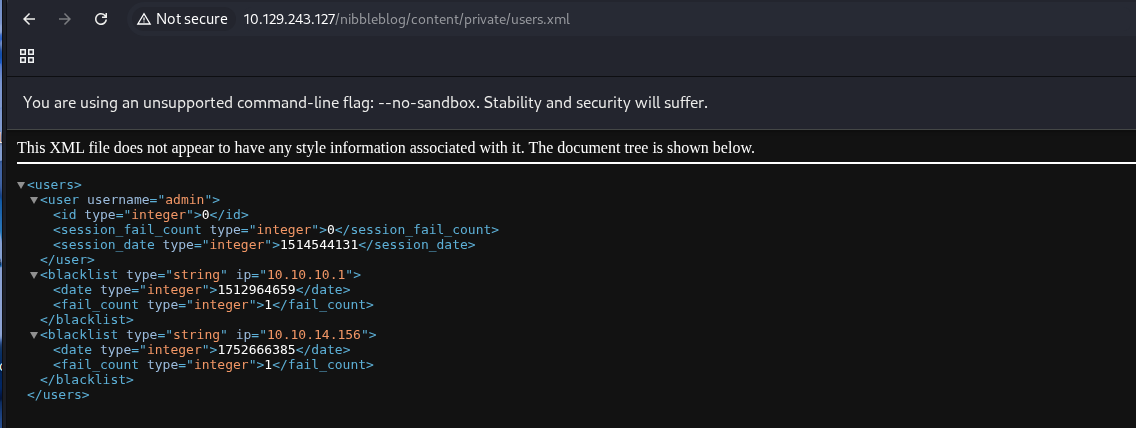 Not secure 10.129.243.127/nibbleblog/content/private/users.xml
You are using an unsupported command-line flag: --no-sandbox. Stability and security will suffer.
This XML file does not appear to have any style information associated with it. The document tree is shown below.
▼<users>
▼<user username="admin">
<id type="integer">0</id>
<session_fail_count type="integer">0</session_fail_count>
<session_date type="integer">1514544131</session_date>
</user>
▼<blacklist type="string" ip="10.10.10.1">
<date type="integer">1512964659</date>
<fail_count type="integer">1</fail_count>
</blacklist>
▼<blacklist type="string" ip="10.10.14.156">
<date type="integer">1752666385</date>
<fail_count type="integer">1</fail_count>
</blacklist>
</users>